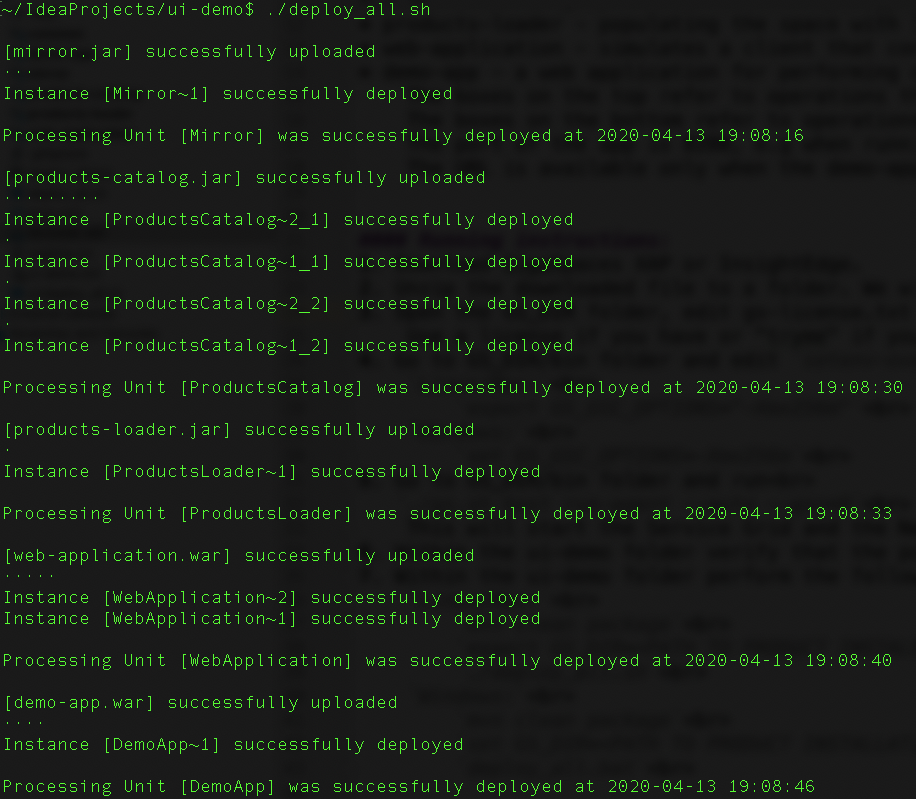 ~/IdeaProjects/ui-demo$ ./deploy_all.sh
[mirror.jar] successfully uploaded
...
Instance [Mirror~1] successfully deployed
Processing Unit [Mirror] was successfully deployed at 2020-04-13 19:08:16
[products-catalog.jar] successfully uploaded
.........
Instance [ProductsCatalog~2_1] successfully deployed
.
Instance [ProductsCatalog~1_1] successfully deployed
.
Instance [ProductsCatalog~2_2] successfully deployed
.
Instance [ProductsCatalog~1_2] successfully deployed
Processing Unit [ProductsCatalog] was successfully deployed at 2020-04-13 19:08:30
[products-loader.jar] successfully uploaded
.
Instance [ProductsLoader~1] successfully deployed
Processing Unit [ProductsLoader] was successfully deployed at 2020-04-13 19:08:33
[web-application.war] successfully uploaded
.....
Instance [WebApplication~2] successfully deployed
Instance [WebApplication~1] successfully deployed
Processing Unit [WebApplication] was successfully deployed at 2020-04-13 19:08:40
[demo-app.war] successfully uploaded
....
Instance [DemoApp~1] successfully deployed
Processing Unit [DemoApp] was successfully deployed at 2020-04-13 19:08:46